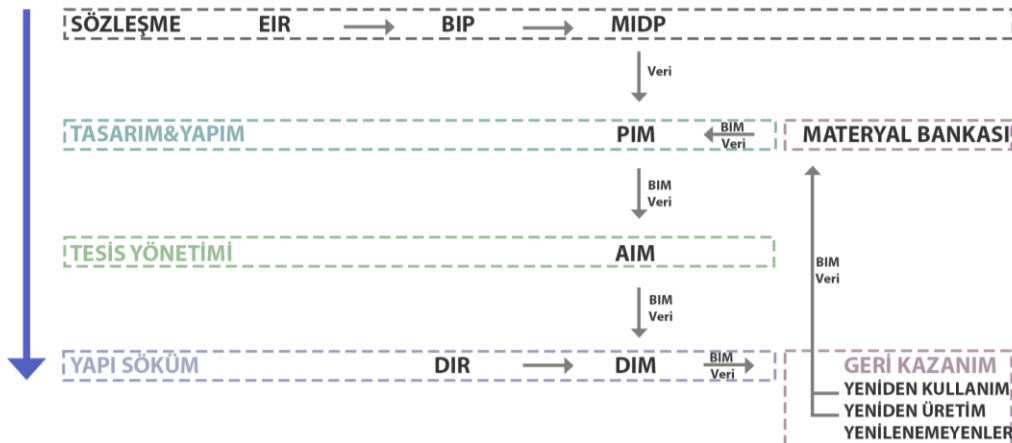 SÖZLEŞME EIR BIP MIDP
Veri
TASARIM&YAPIM PIM BIM Veri MATERYAL BANKASI
BIM
Veri
TESİS YÖNETİMİ AIM
BIM
Veri
BIM
Veri
YAPI SÖKÜM DIR DIM BIM Veri GERİ KAZANIM
YENİDEN KULLANIM
YENİDEN ÜRETİM
YENİLENEMEYENLER